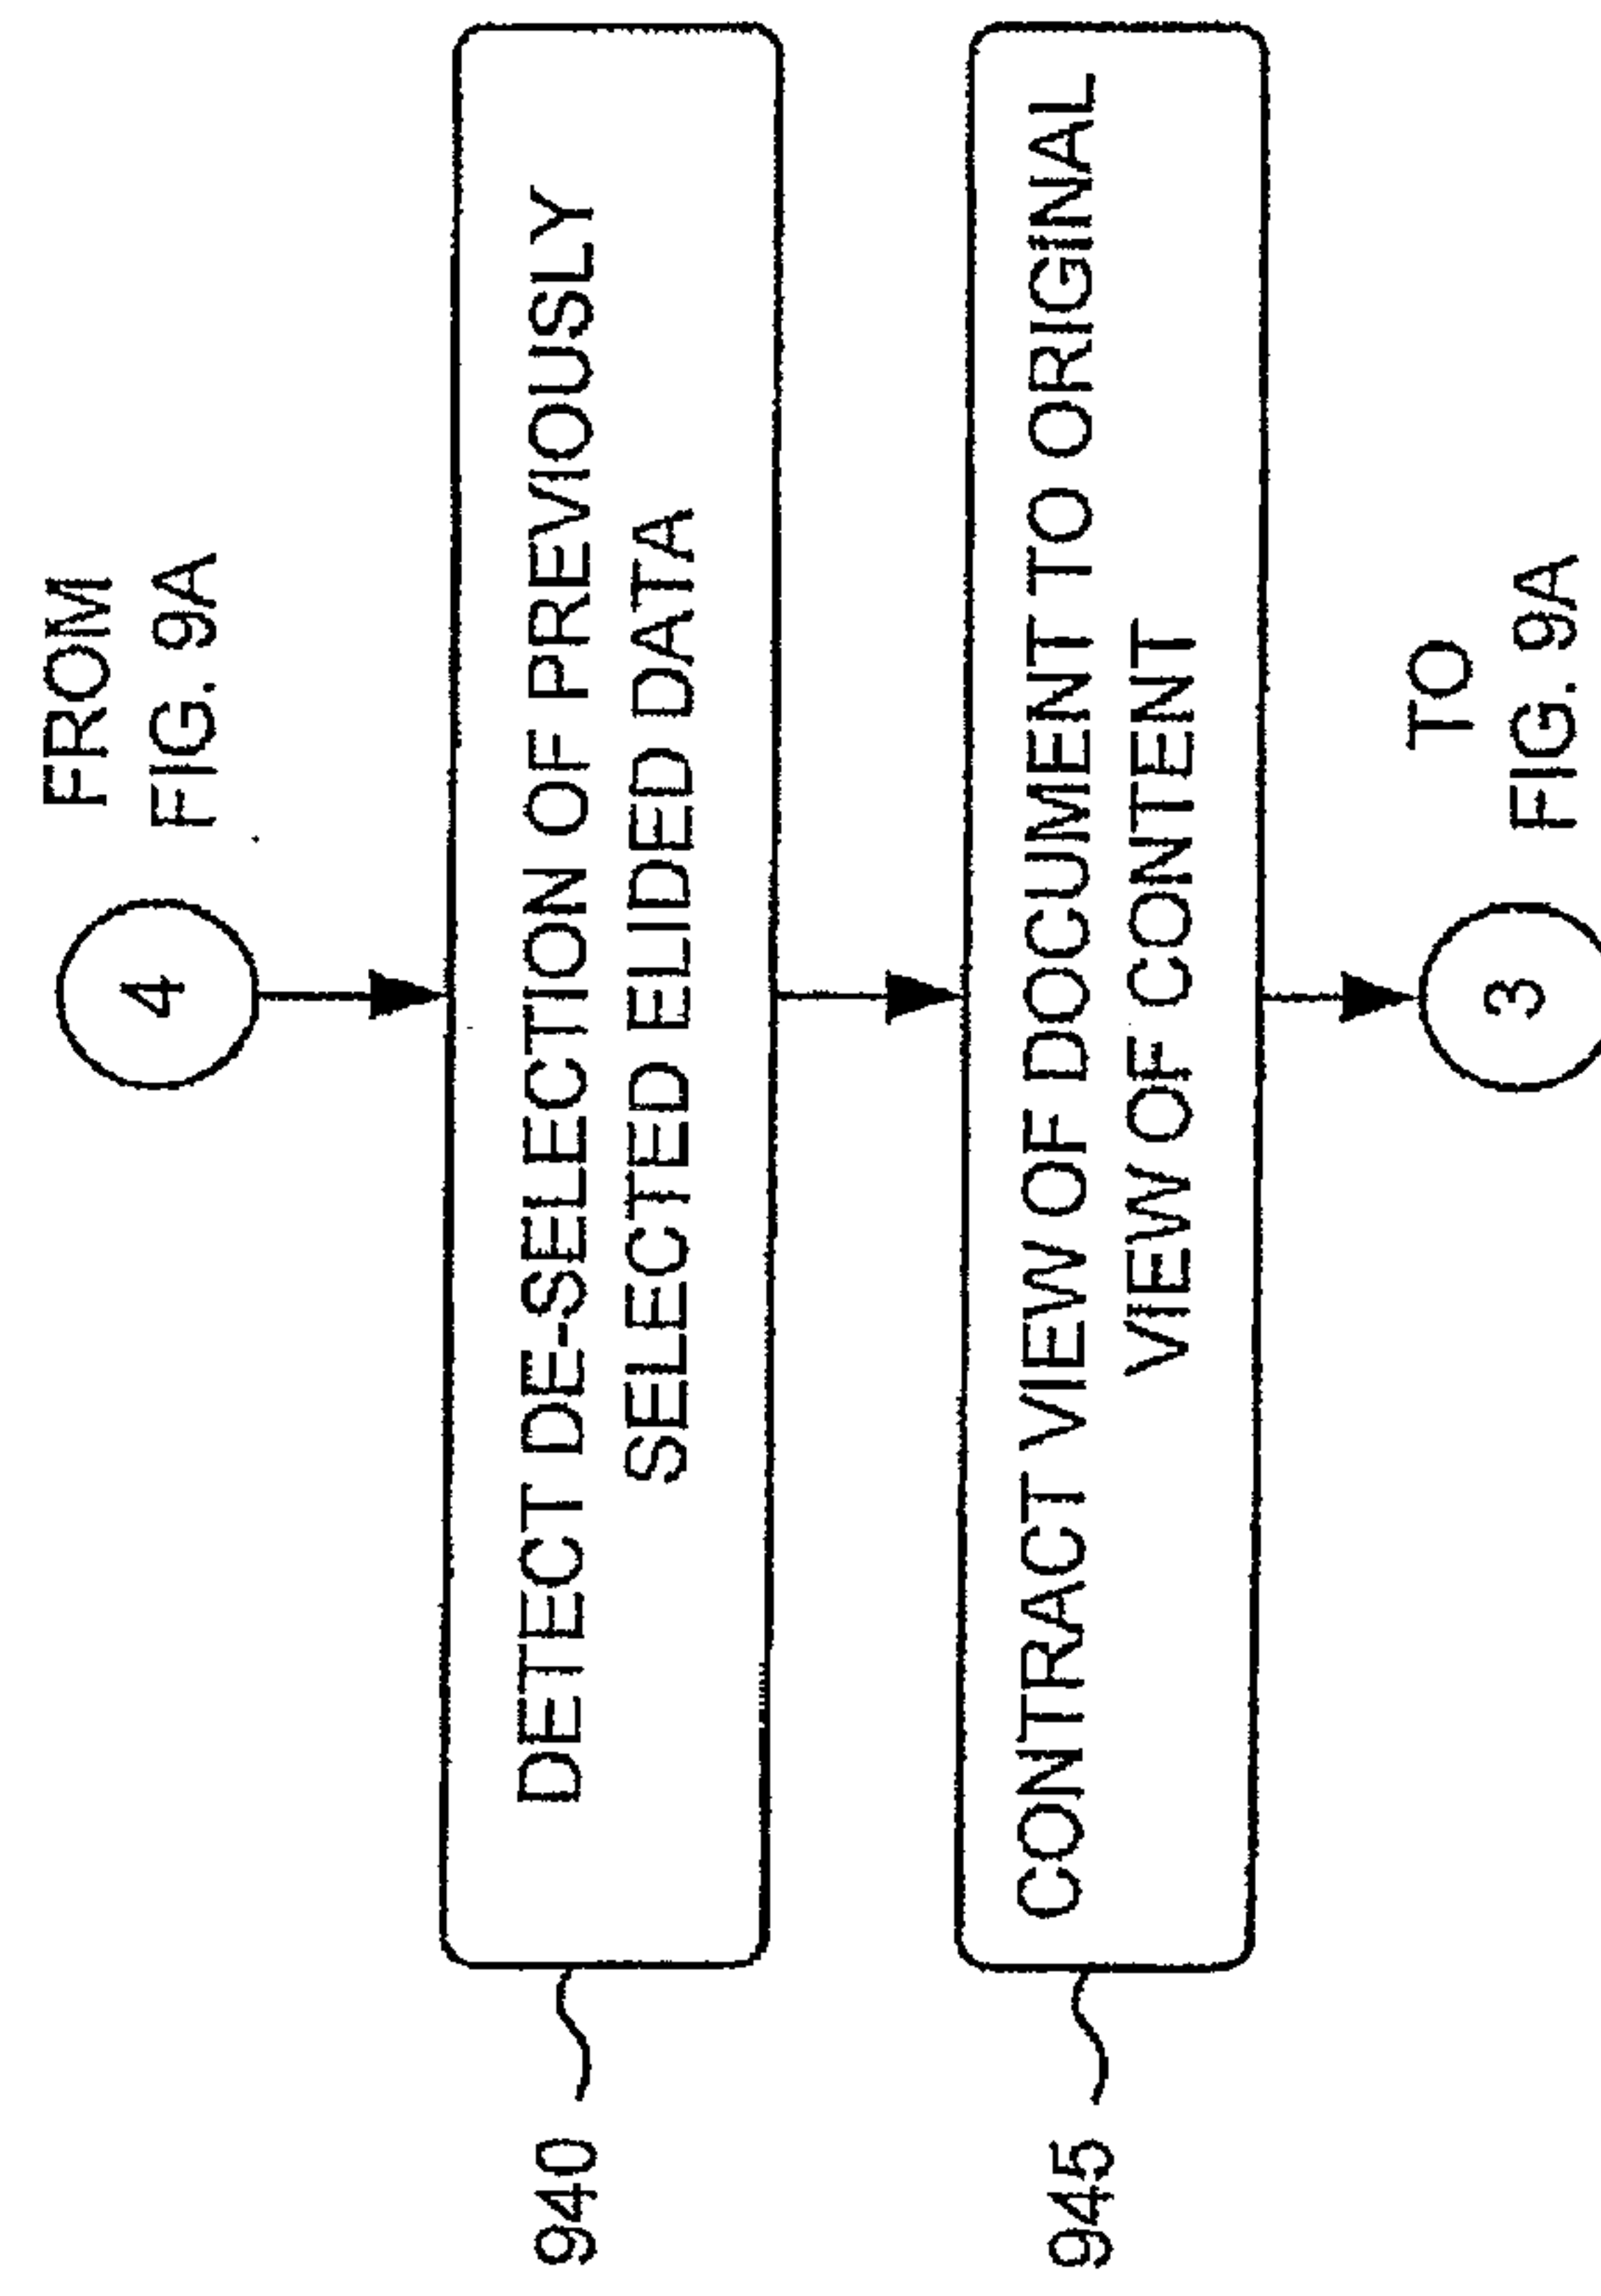 FROM
FIG. 9A
4
DETECT DE-SELECTION OF PREVIOUSLY
SELECTED ELIDED DATA
940
CONTRACT VIEW OF DOCUMENT TO ORIGINAL
VIEW OF CONTENT
945
TO
FIG. 9A
3